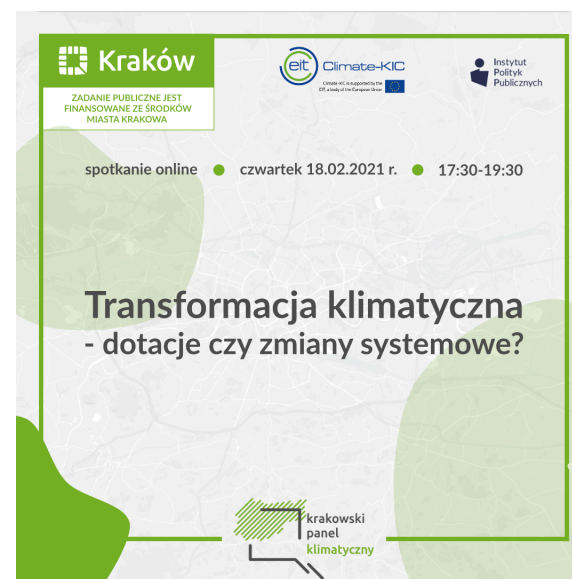 Kraków
ZADANIE PUBLICZNE JEST
FINANSOWANE ZE ŚRODKÓW
MIASTA KRAKOWA
eit Climate-KIC
Climate-KIC is supported by the
EIT, a body of the European Union
Instytut
Polityk
Publicznych
spotkanie online • czwartek 18.02.2021 r. • 17:30-19:30
Transformacja klimatyczna
- dotacje czy zmiany systemowe?
krakowski
panel
klimatyczny